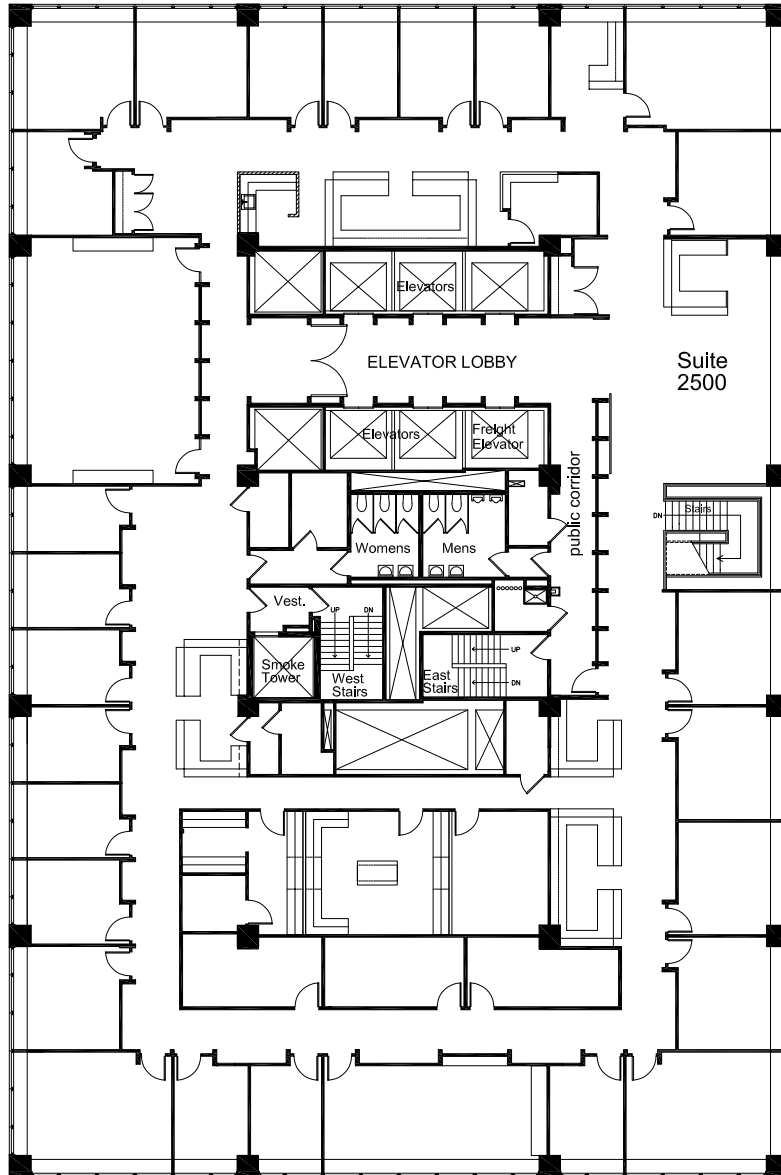 Elevators
ELEVATOR LOBBY
Suite
2500
Elevators
Freight
Elevator
public corridor
Stairs
DN
Womens
Mens
Vest.
UP
DN
UP
DN
Smoke
Tower
West
Stairs
East
Stairs